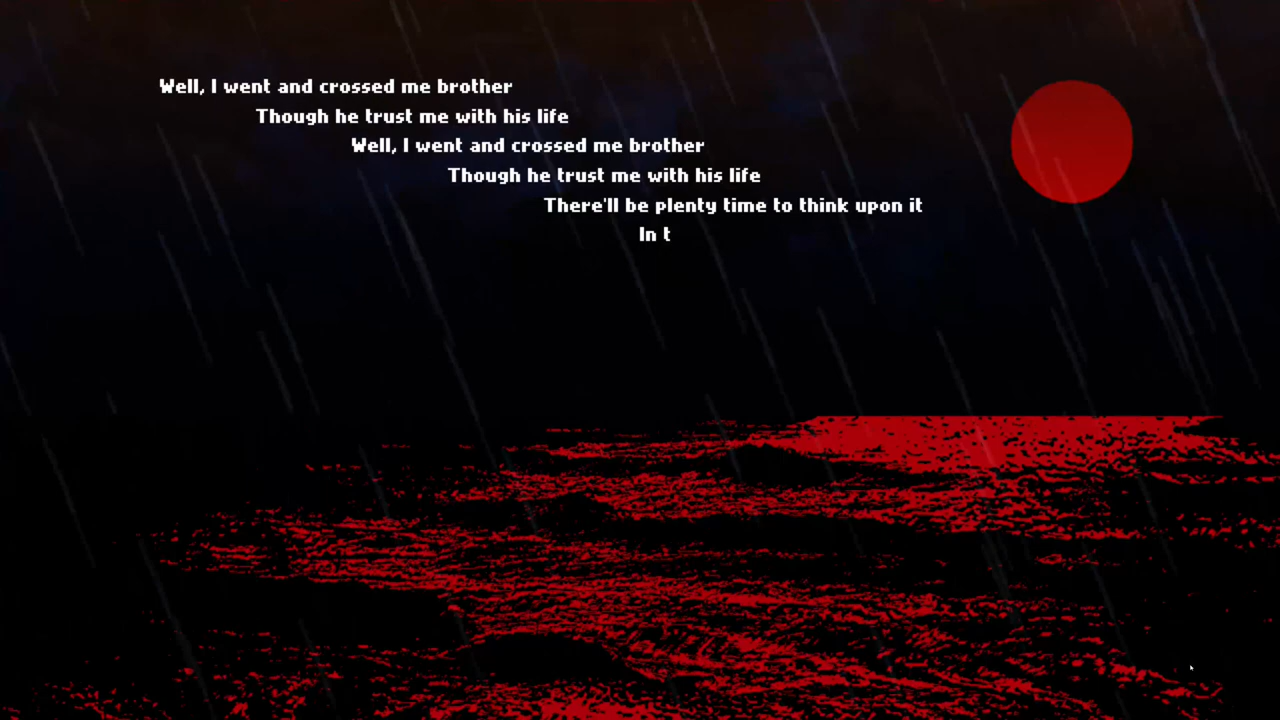 Well, I went and crossed me brother
Though he trust me with his life
Well, I went and crossed me brother
Though he trust me with his life
There'll be plenty time to think upon it
In t